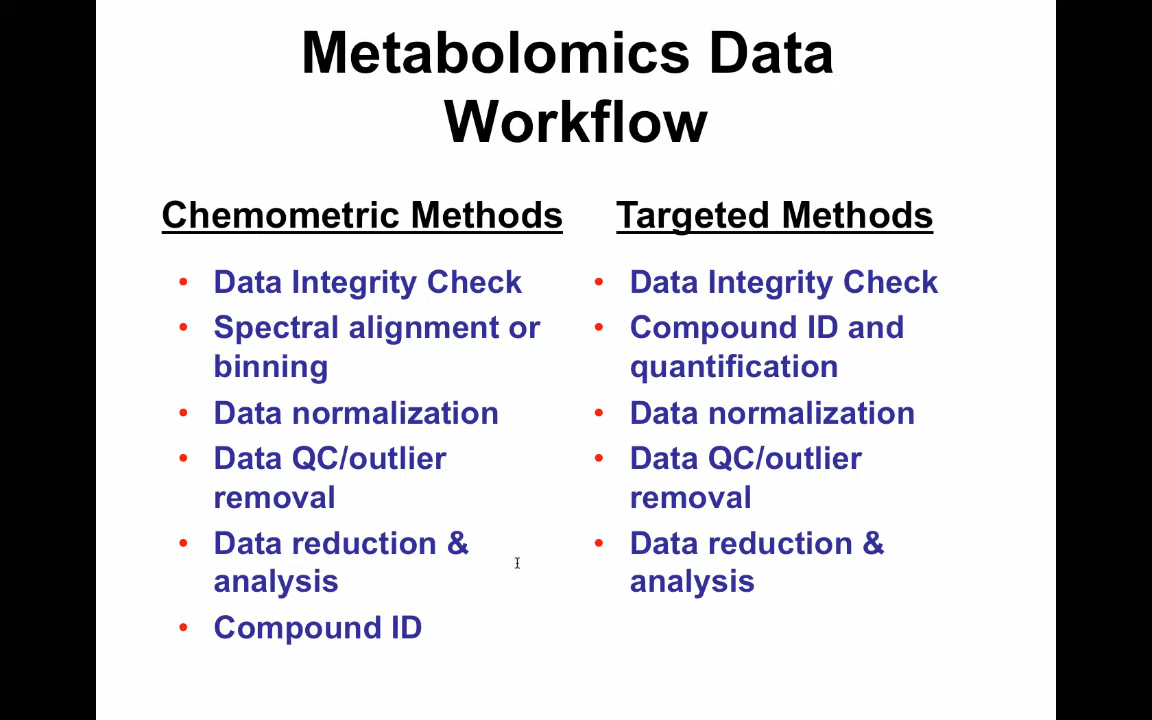 Metabolomics Data
Workflow
Chemometric Methods
• Data Integrity Check
• Spectral alignment or
binning
• Data normalization
• Data QC/outlier
removal
• Data reduction &
analysis
• Compound ID
Targeted Methods
• Data Integrity Check
• Compound ID and
quantification
• Data normalization
• Data QC/outlier
removal
• Data reduction &
analysis